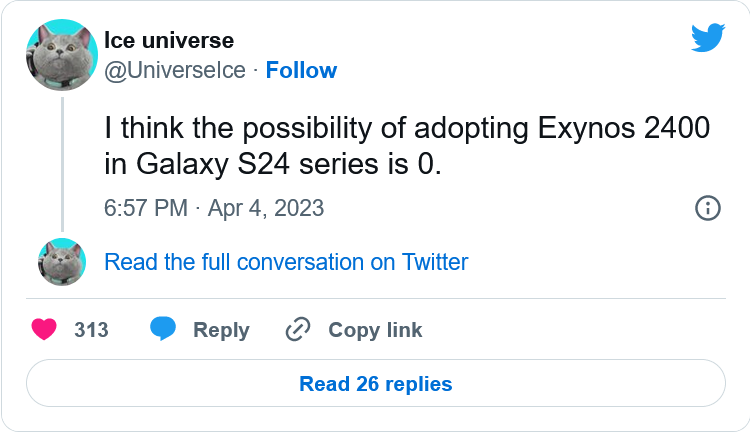 Ice universe
@UniverseIce · Follow
I think the possibility of adopting Exynos 2400
in Galaxy S24 series is 0.
6:57 PM · Apr 4, 2023
Read the full conversation on Twitter
313 Reply Copy link
Read 26 replies